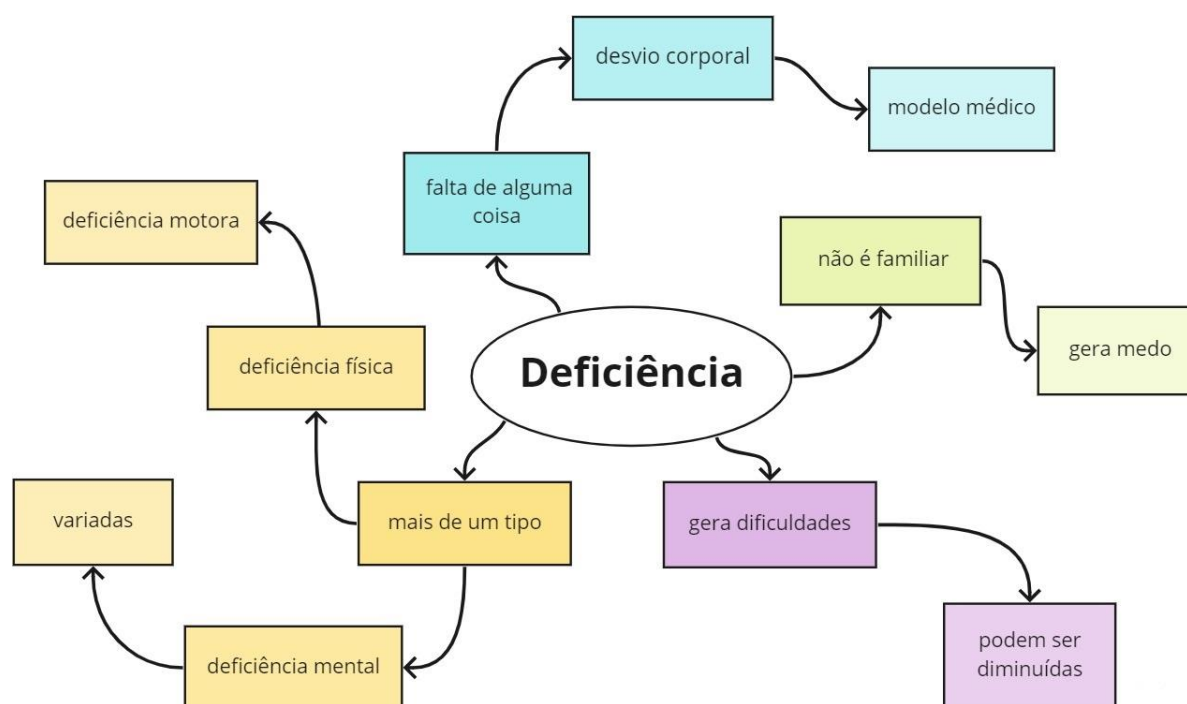 desvio corporal
modelo médico
falta de alguma
coisa
deficiência motora
não é familiar
gera medo
deficiência física
Deficiência
variadas
mais de um tipo
gera dificuldades
podem ser
diminuídas
deficiência mental